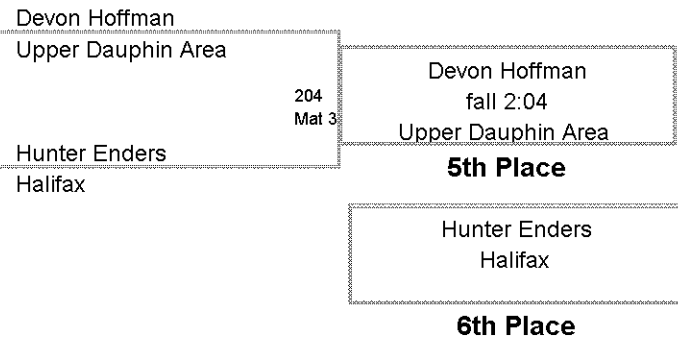 Devon Hoffman
Upper Dauphin Area
204
Mat 3
Hunter Enders
Halifax
Devon Hoffman
fall 2:04
Upper Dauphin Area
5th Place
Hunter Enders
Halifax
6th Place